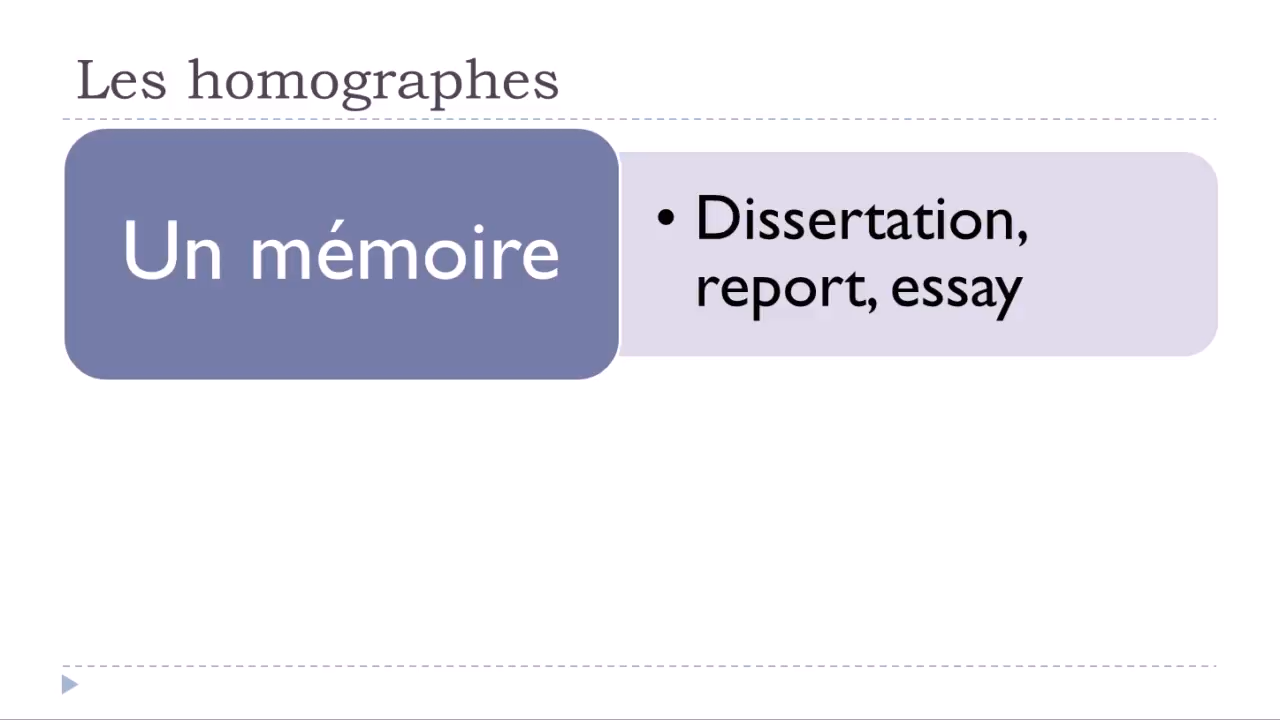 Les homographes
Un mémoire
• Dissertation,
report, essay